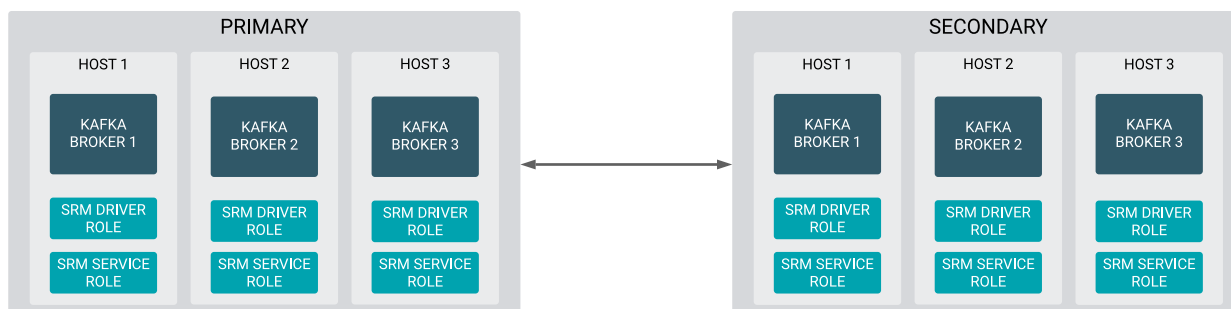 PRIMARY
HOST 1
KAFKA
BROKER 1
SRM DRIVER
ROLE
SRM SERVICE
ROLE
HOST 2
KAFKA
BROKER 2
SRM DRIVER
ROLE
SRM SERVICE
ROLE
HOST 3
KAFKA
BROKER 3
SRM DRIVER
ROLE
SRM SERVICE
ROLE
SECONDARY
HOST 1
KAFKA
BROKER 1
SRM DRIVER
ROLE
SRM SERVICE
ROLE
HOST 2
KAFKA
BROKER 2
SRM DRIVER
ROLE
SRM SERVICE
ROLE
HOST 3
KAFKA
BROKER 3
SRM DRIVER
ROLE
SRM SERVICE
ROLE